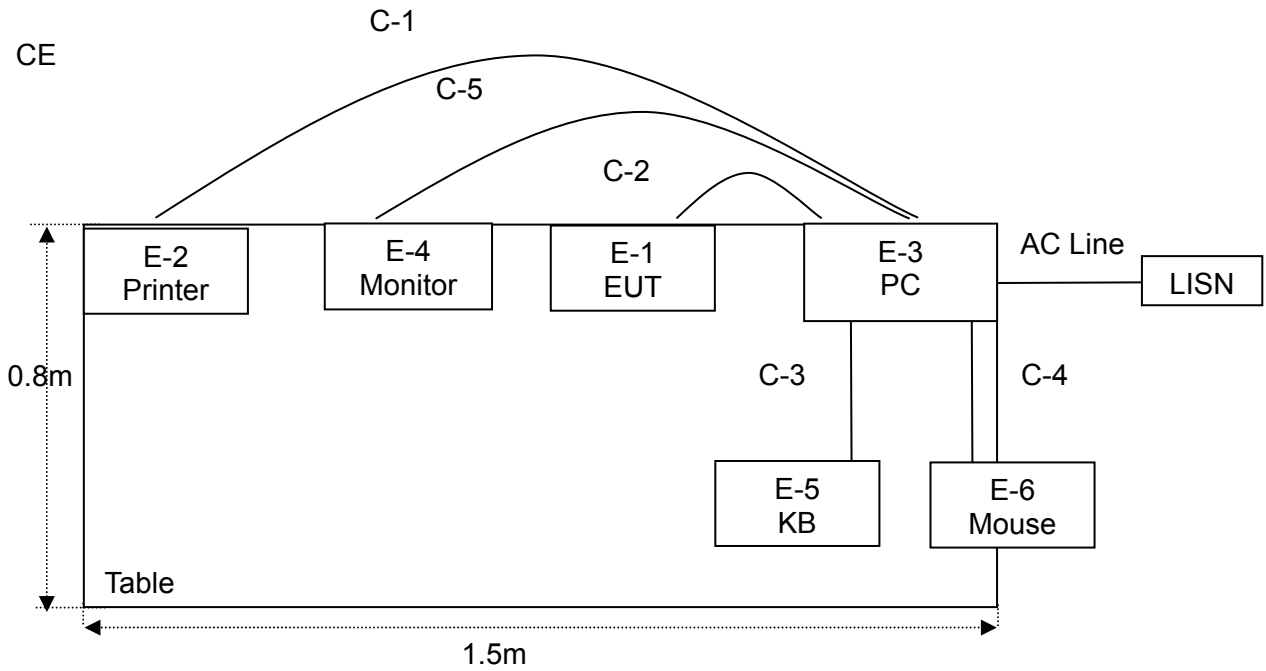 C-1
CE
C-5
C-2
E-2
Printer
E-4
Monitor
E-1
EUT
E-3
PC
AC Line
LISN
0.8m
C-3
C-4
E-5
KB
E-6
Mouse
Table
1.5m